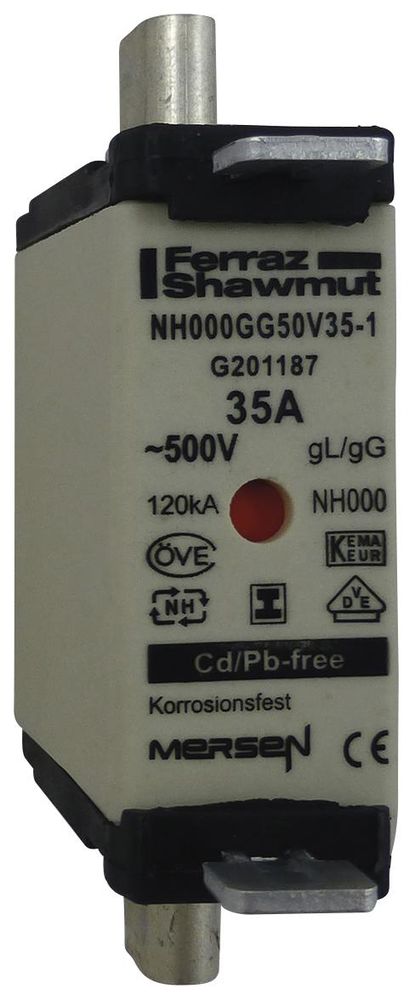 Ferraz
Shawmut
NH000GG50V35-1
G201187
35A
~500V gL/gG
120kA NH000
ÖVE KEMA
KEUR
NH VDE
Cd/Pb-free
Korrosionsfest
MERSEN CE